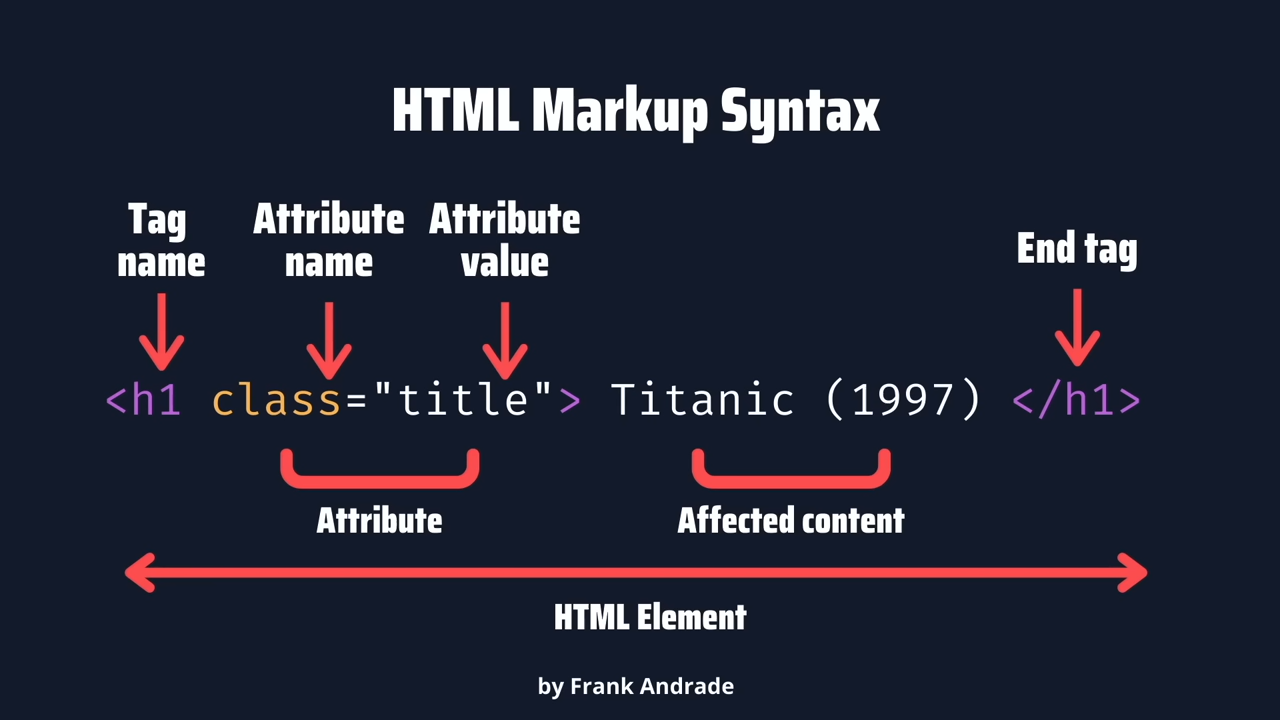 HTML Markup Syntax
Tag name
Attribute name
Attribute value
End tag
<h1 class="title"> Titanic (1997) </h1>
Attribute
Affected content
HTML Element
by Frank Andrade